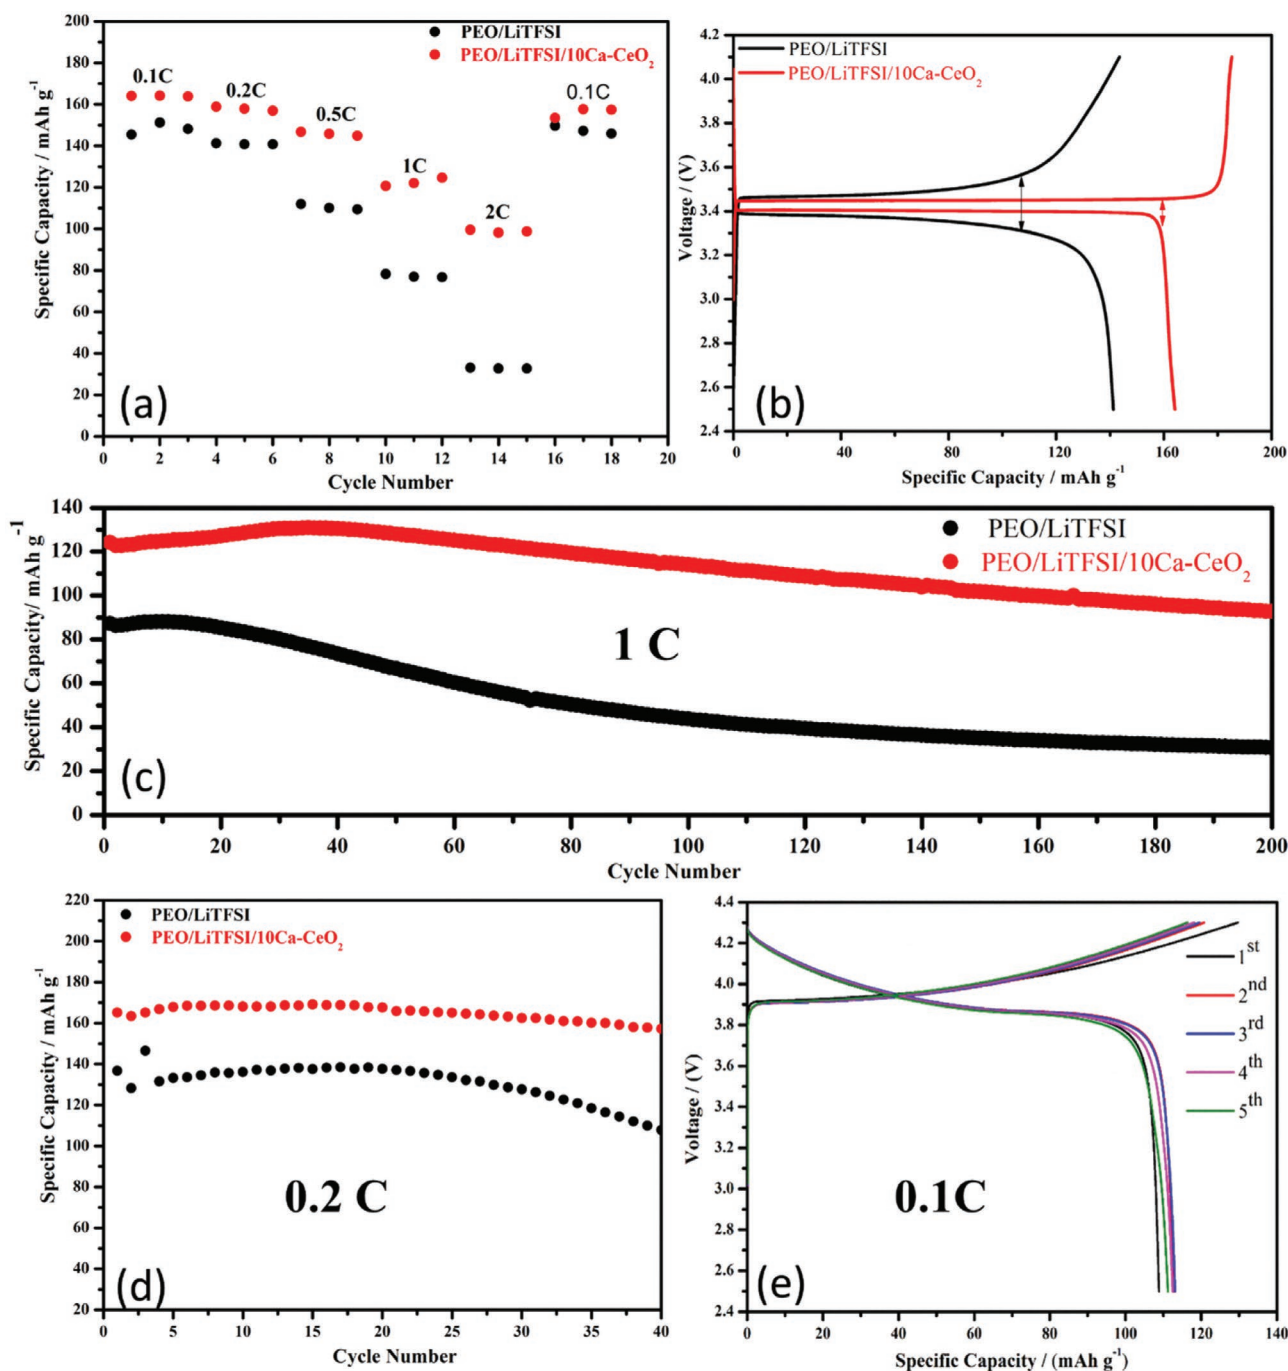 PEO/LiTFSI
PEO/LiTFSI/10Ca-CeO₂
0.1C
0.2C
0.5C
1C
2C
0.1C
200
180
160
140
120
100
80
60
40
20
0
0 2 4 6 8 10 12 14 16 18 20
Specific Capacity / mAh g⁻¹
Cycle Number
(a)
PEO/LiTFSI
PEO/LiTFSI/10Ca-CeO₂
4.2
4.0
3.8
3.6
3.4
3.2
3.0
2.8
2.6
2.4
0 40 80 120 160 200
Voltage / (V)
Specific Capacity / mAh g⁻¹
(b)
PEO/LiTFSI
PEO/LiTFSI/10Ca-CeO₂
1 C
140
120
100
80
60
40
20
0
0 20 40 60 80 100 120 140 160 180 200
Specific Capacity/ mAh g⁻¹
Cycle Number
(c)
PEO/LiTFSI
PEO/LiTFSI/10Ca-CeO₂
0.2 C
220
200
180
160
140
120
100
80
60
40
20
0 5 10 15 20 25 30 35 40
Specific Capacity / mAh g⁻¹
Cycle Number
(d)
1st
2nd
3rd
4th
5th
0.1C
4.4
4.2
4.0
3.8
3.6
3.4
3.2
3.0
2.8
2.6
2.4
0 20 40 60 80 100 120 140
Voltage / (V)
Specific Capacity / (mAh g⁻¹)
(e)